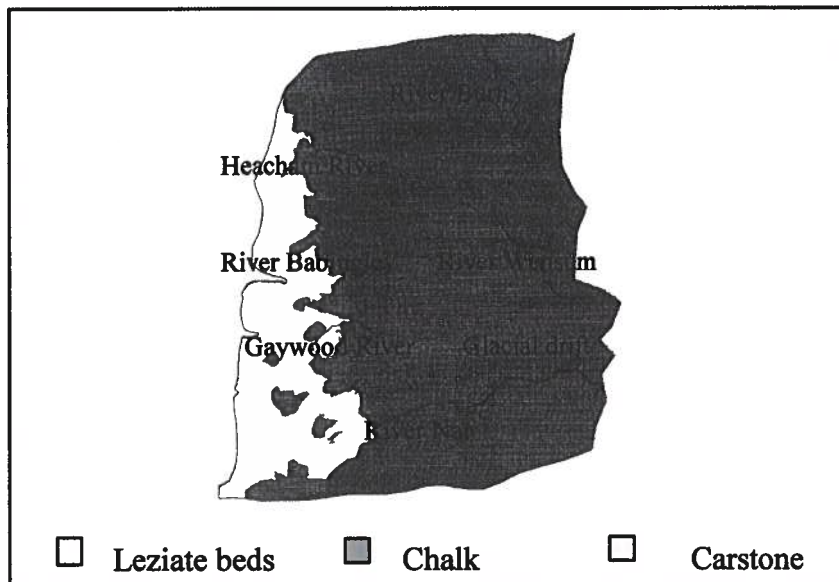 River Burn
Heacham River
River Babingley River Wensum
Gaywood River Glacial drift
River Nar
Leziate beds Chalk Carstone